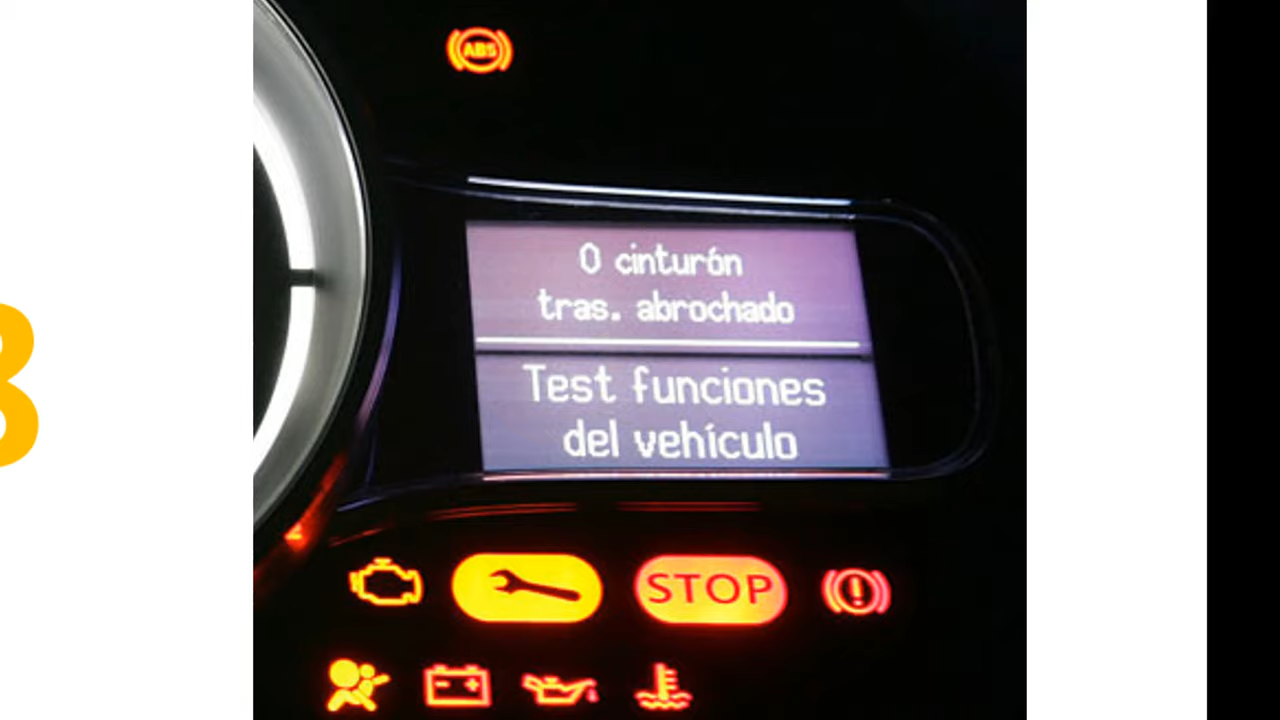 ABS
0 cinturón
tras. abrochado
Test funciones
del vehículo
STOP